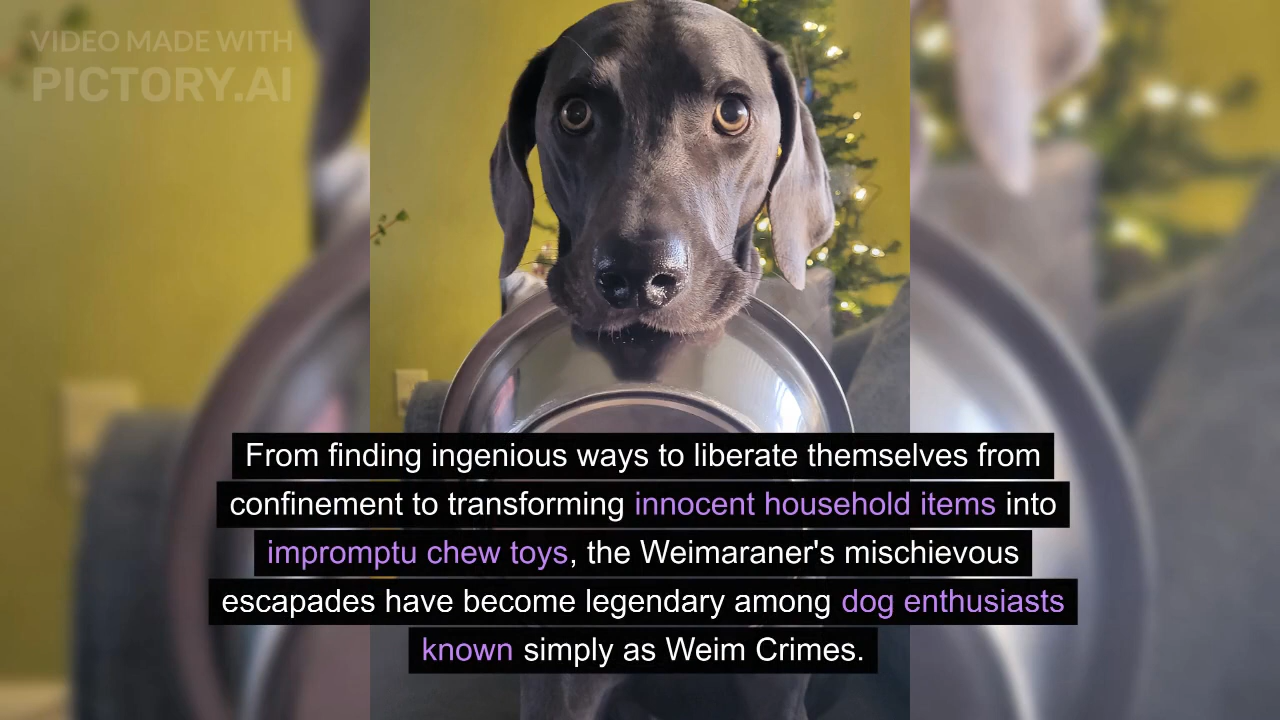 VIDEO MADE WITH
PICTORY.AI
From finding ingenious ways to liberate themselves from
confinement to transforming innocent household items into
impromptu chew toys, the Weimaraner's mischievous
escapades have become legendary among dog enthusiasts
known simply as Weim Crimes.